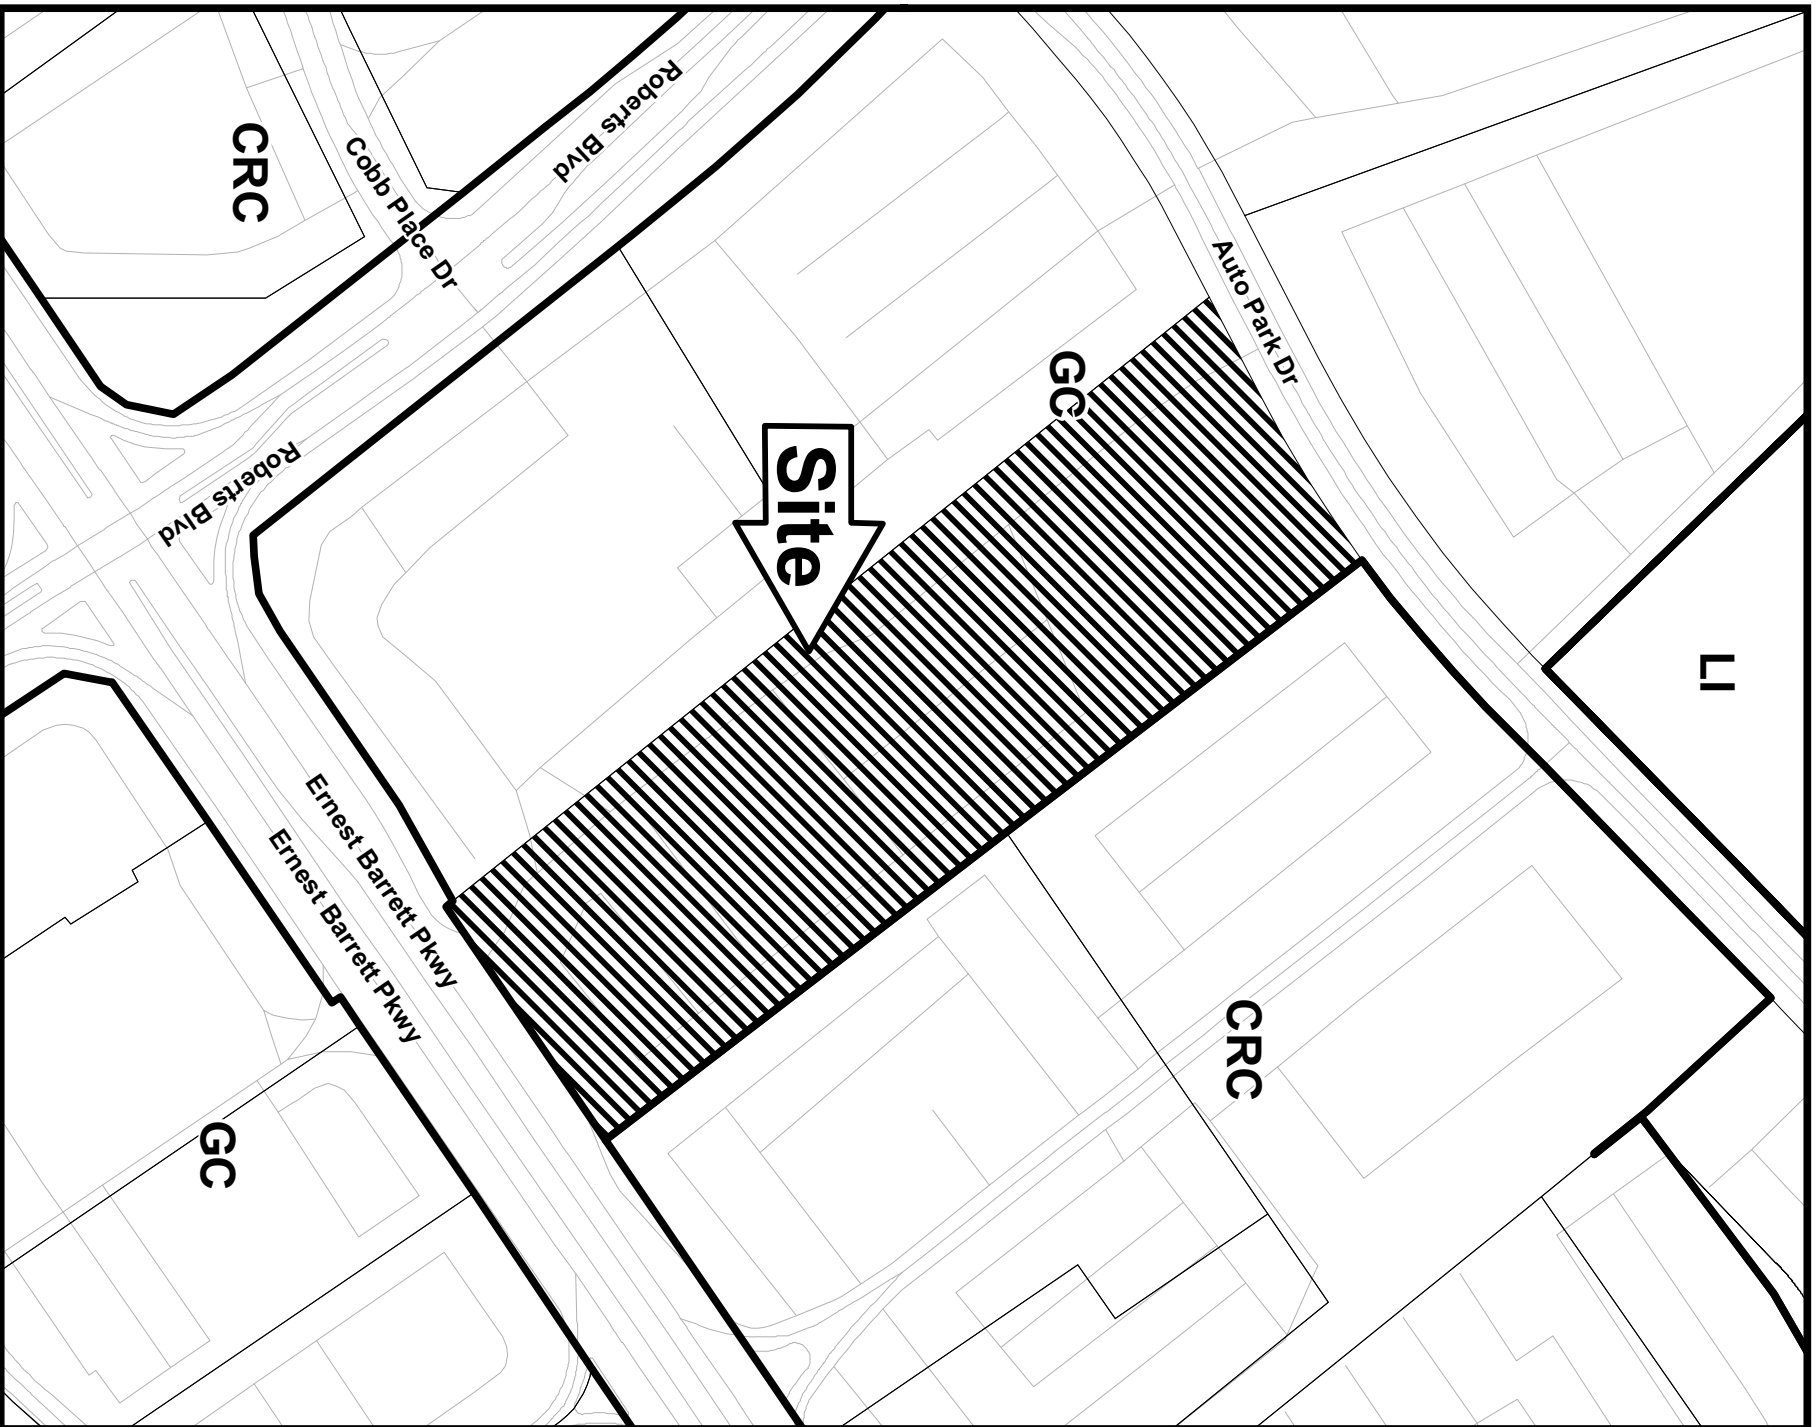 Roberts Blvd
CRC
Cobb Place Dr
Auto Park Dr
GC
Site
Roberts Blvd
LI
Ernest Barrett Pkwy
Ernest Barrett Pkwy
CRC
GC